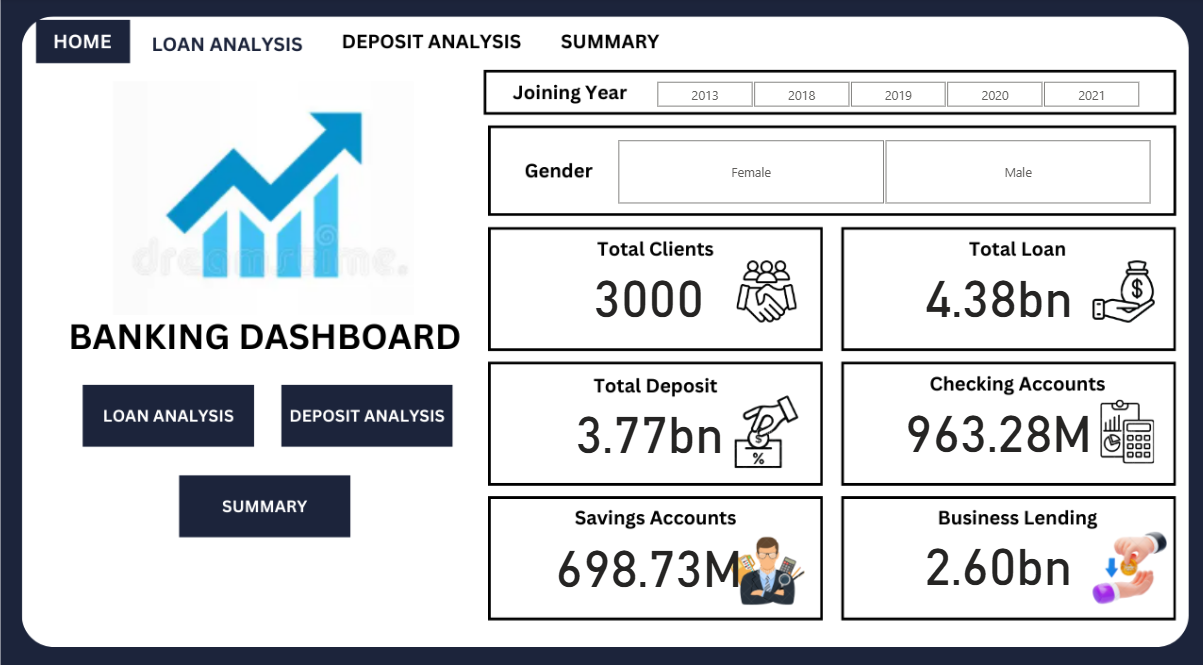 HOME
LOAN ANALYSIS
DEPOSIT ANALYSIS
SUMMARY
Joining Year
2013
2018
2019
2020
2021
Gender
Female
Male
dreamstime.
BANKING DASHBOARD
LOAN ANALYSIS
DEPOSIT ANALYSIS
SUMMARY
Total Clients
3000
Total Loan
4.38bn
$
Total Deposit
3.77bn
$
%
Checking Accounts
963.28M
Savings Accounts
698.73M
Business Lending
2.60bn